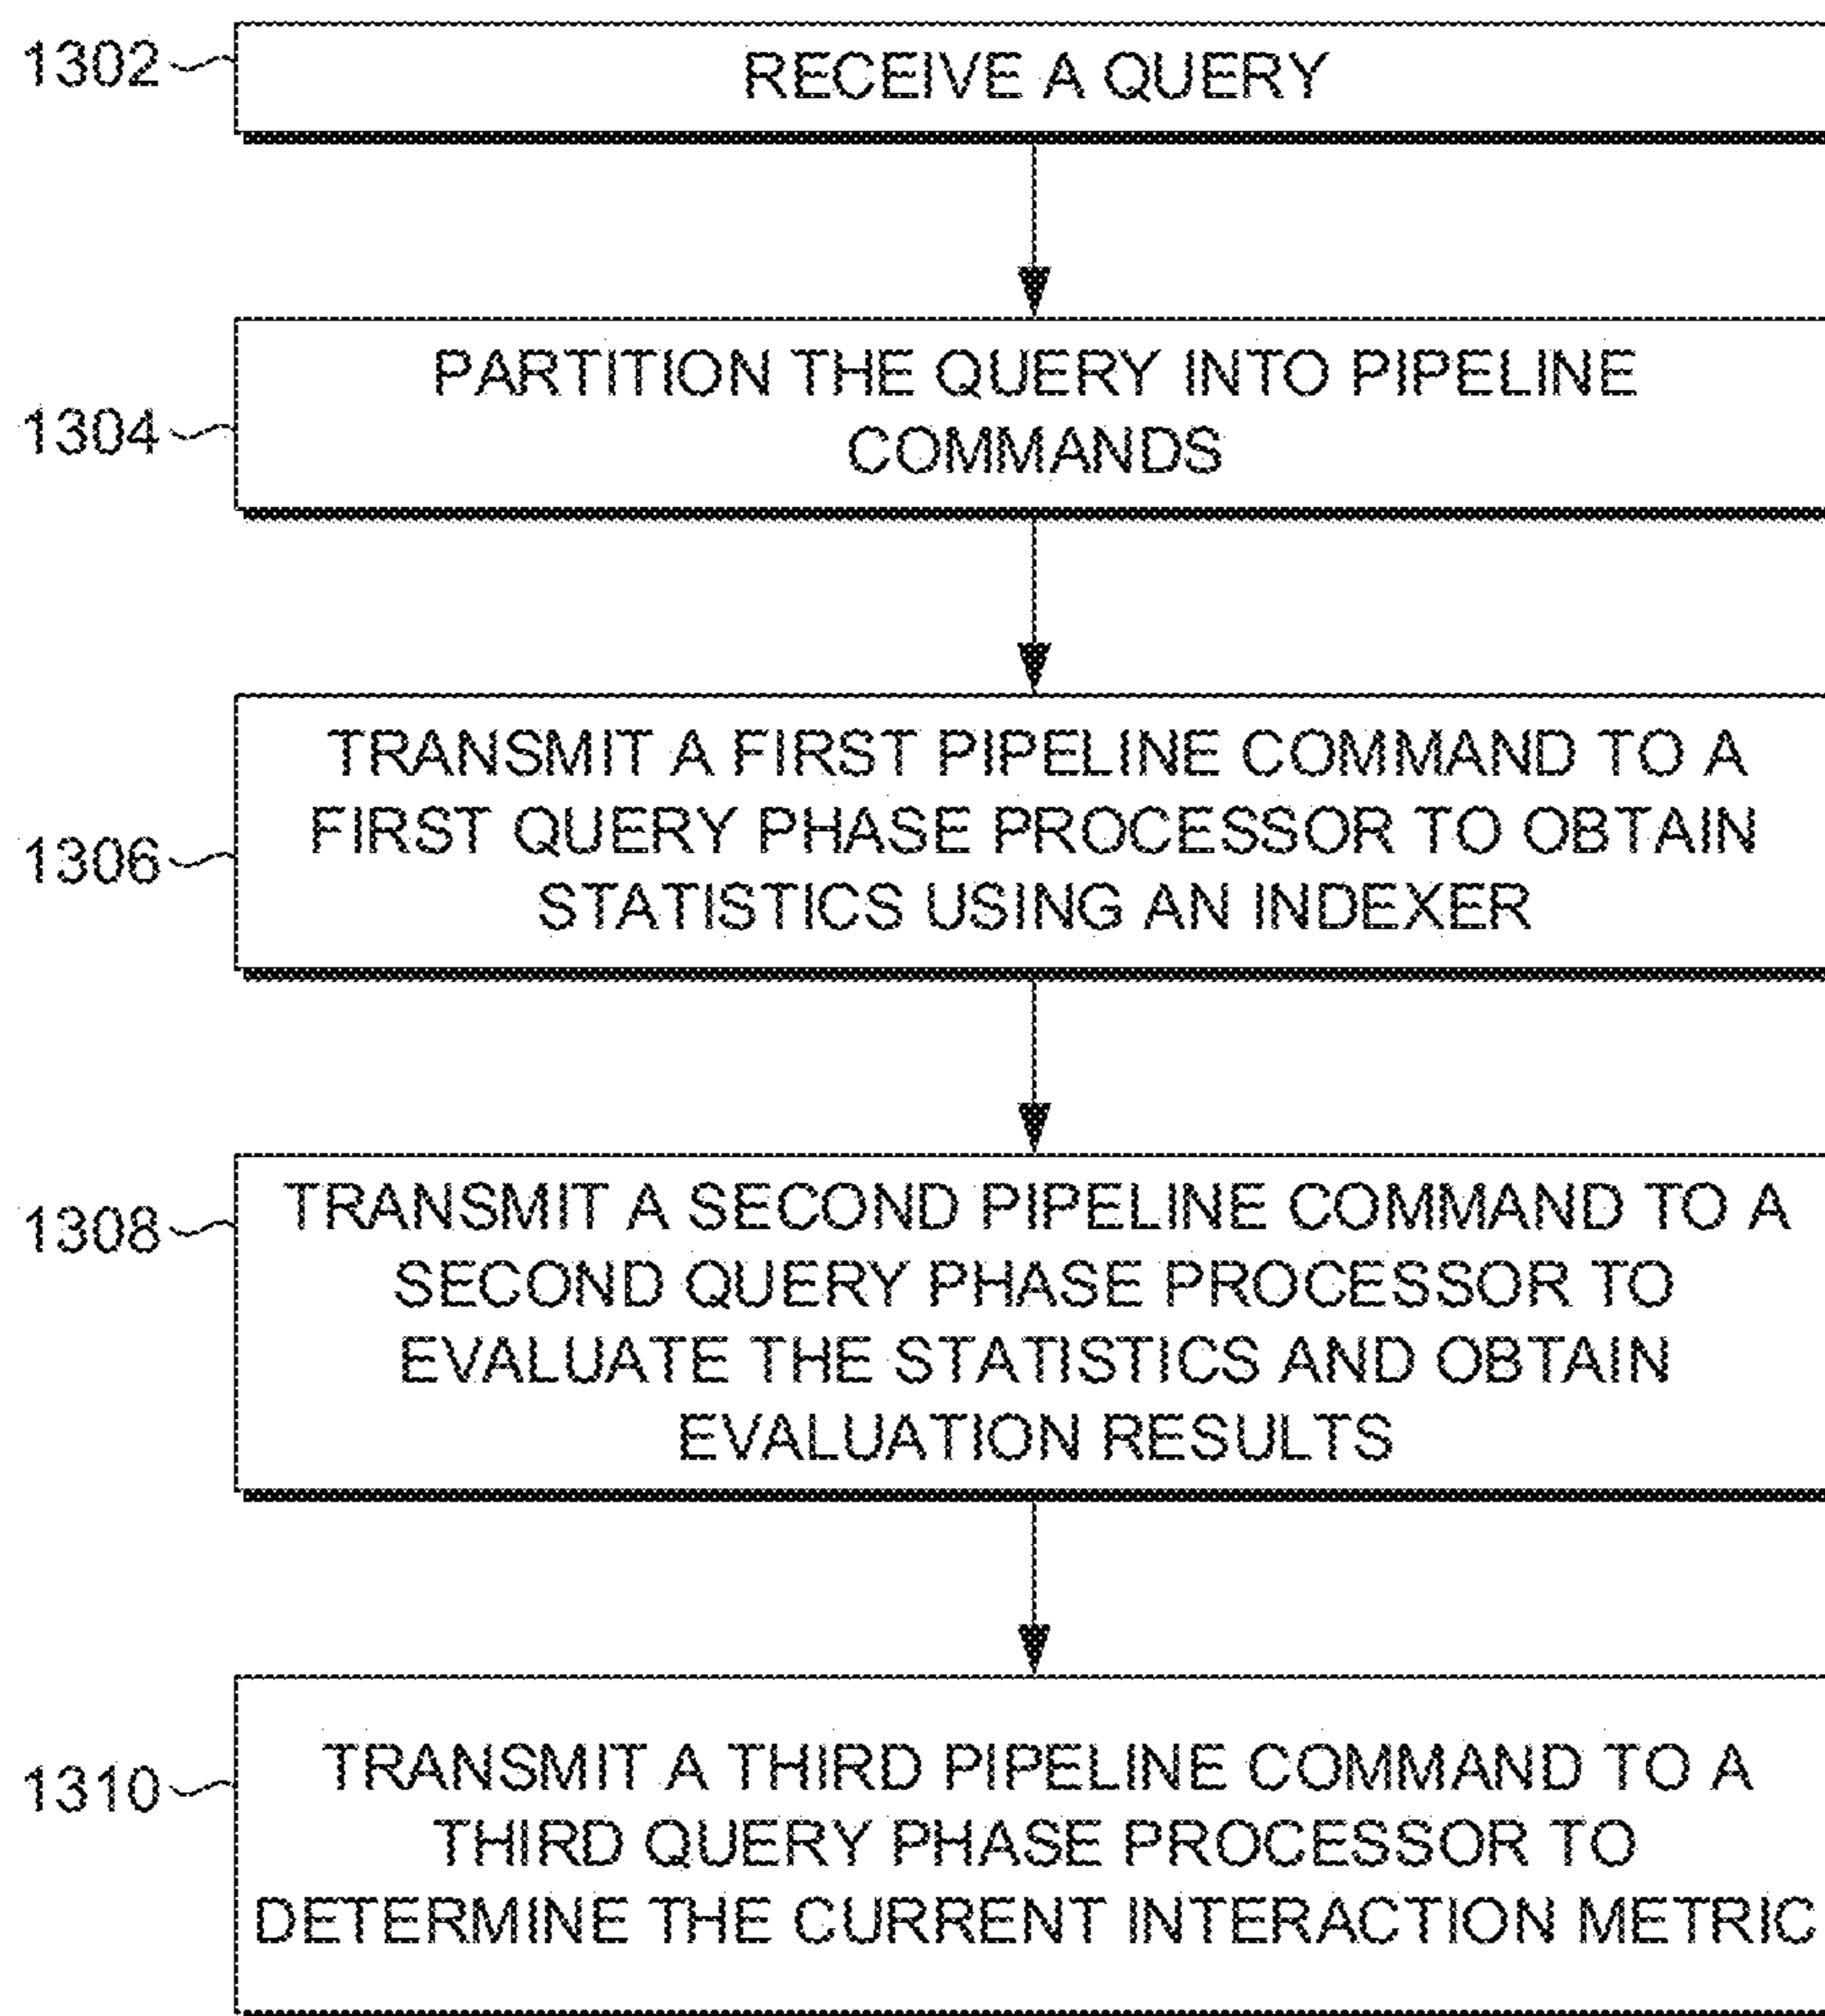 1302
RECEIVE A QUERY
1304
PARTITION THE QUERY INTO PIPELINE
COMMANDS
1306
TRANSMIT A FIRST PIPELINE COMMAND TO A
FIRST QUERY PHASE PROCESSOR TO OBTAIN
STATISTICS USING AN INDEXER
1308
TRANSMIT A SECOND PIPELINE COMMAND TO A
SECOND QUERY PHASE PROCESSOR TO
EVALUATE THE STATISTICS AND OBTAIN
EVALUATION RESULTS
1310
TRANSMIT A THIRD PIPELINE COMMAND TO A
THIRD QUERY PHASE PROCESSOR TO
DETERMINE THE CURRENT INTERACTION METRIC